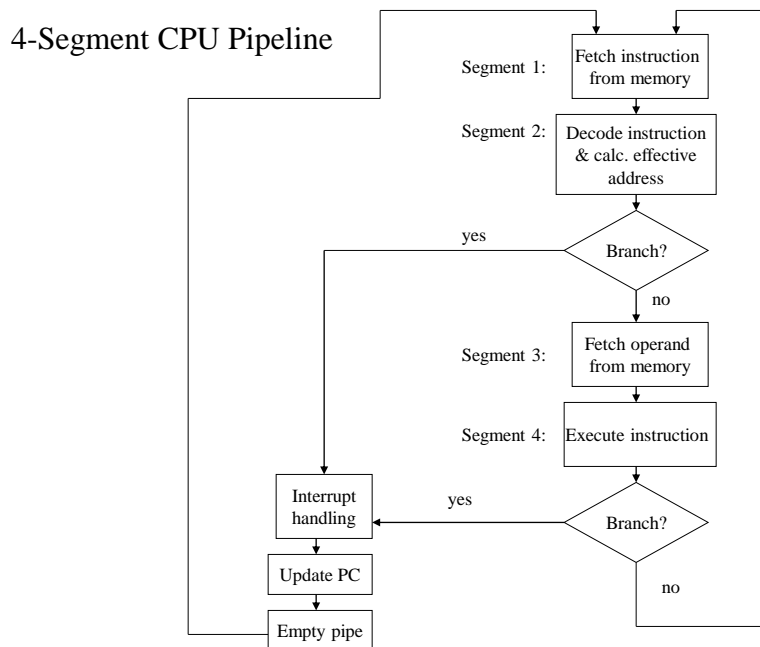 4-Segment CPU Pipeline
Segment 1:
Fetch instruction
from memory
Segment 2:
Decode instruction
& calc. effective
address
yes
Branch?
no
Segment 3:
Fetch operand
from memory
Segment 4:
Execute instruction
Interrupt
handling
yes
Branch?
Update PC
no
Empty pipe